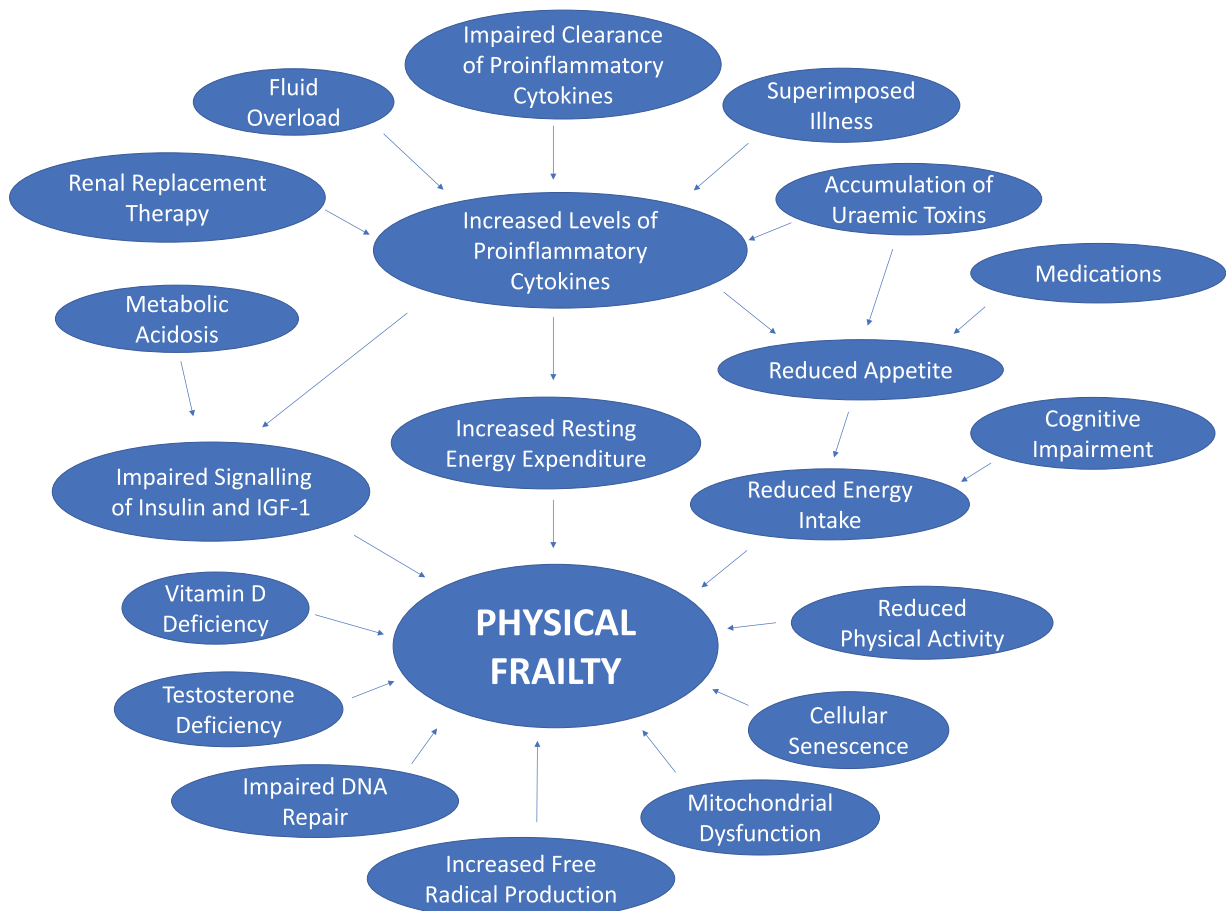 Impaired Clearance
of Proinflammatory
Cytokines
Fluid
Overload
Superimposed
Illness
Renal Replacement
Therapy
Accumulation of
Uraemic Toxins
Increased Levels of
Proinflammatory
Cytokines
Medications
Metabolic
Acidosis
Reduced Appetite
Increased Resting
Energy Expenditure
Cognitive
Impairment
Impaired Signalling
of Insulin and IGF-1
Reduced Energy
Intake
Vitamin D
Deficiency
PHYSICAL
FRAILTY
Reduced
Physical Activity
Testosterone
Deficiency
Cellular
Senescence
Impaired DNA
Repair
Mitochondrial
Dysfunction
Increased Free
Radical Production